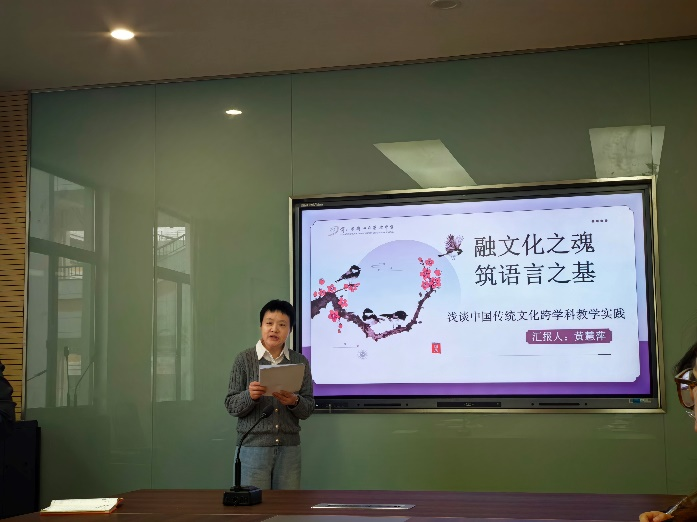 融文化之魂
筑语言之基
浅谈中国传统文化跨学科教学实践
汇报人：黄慧萍